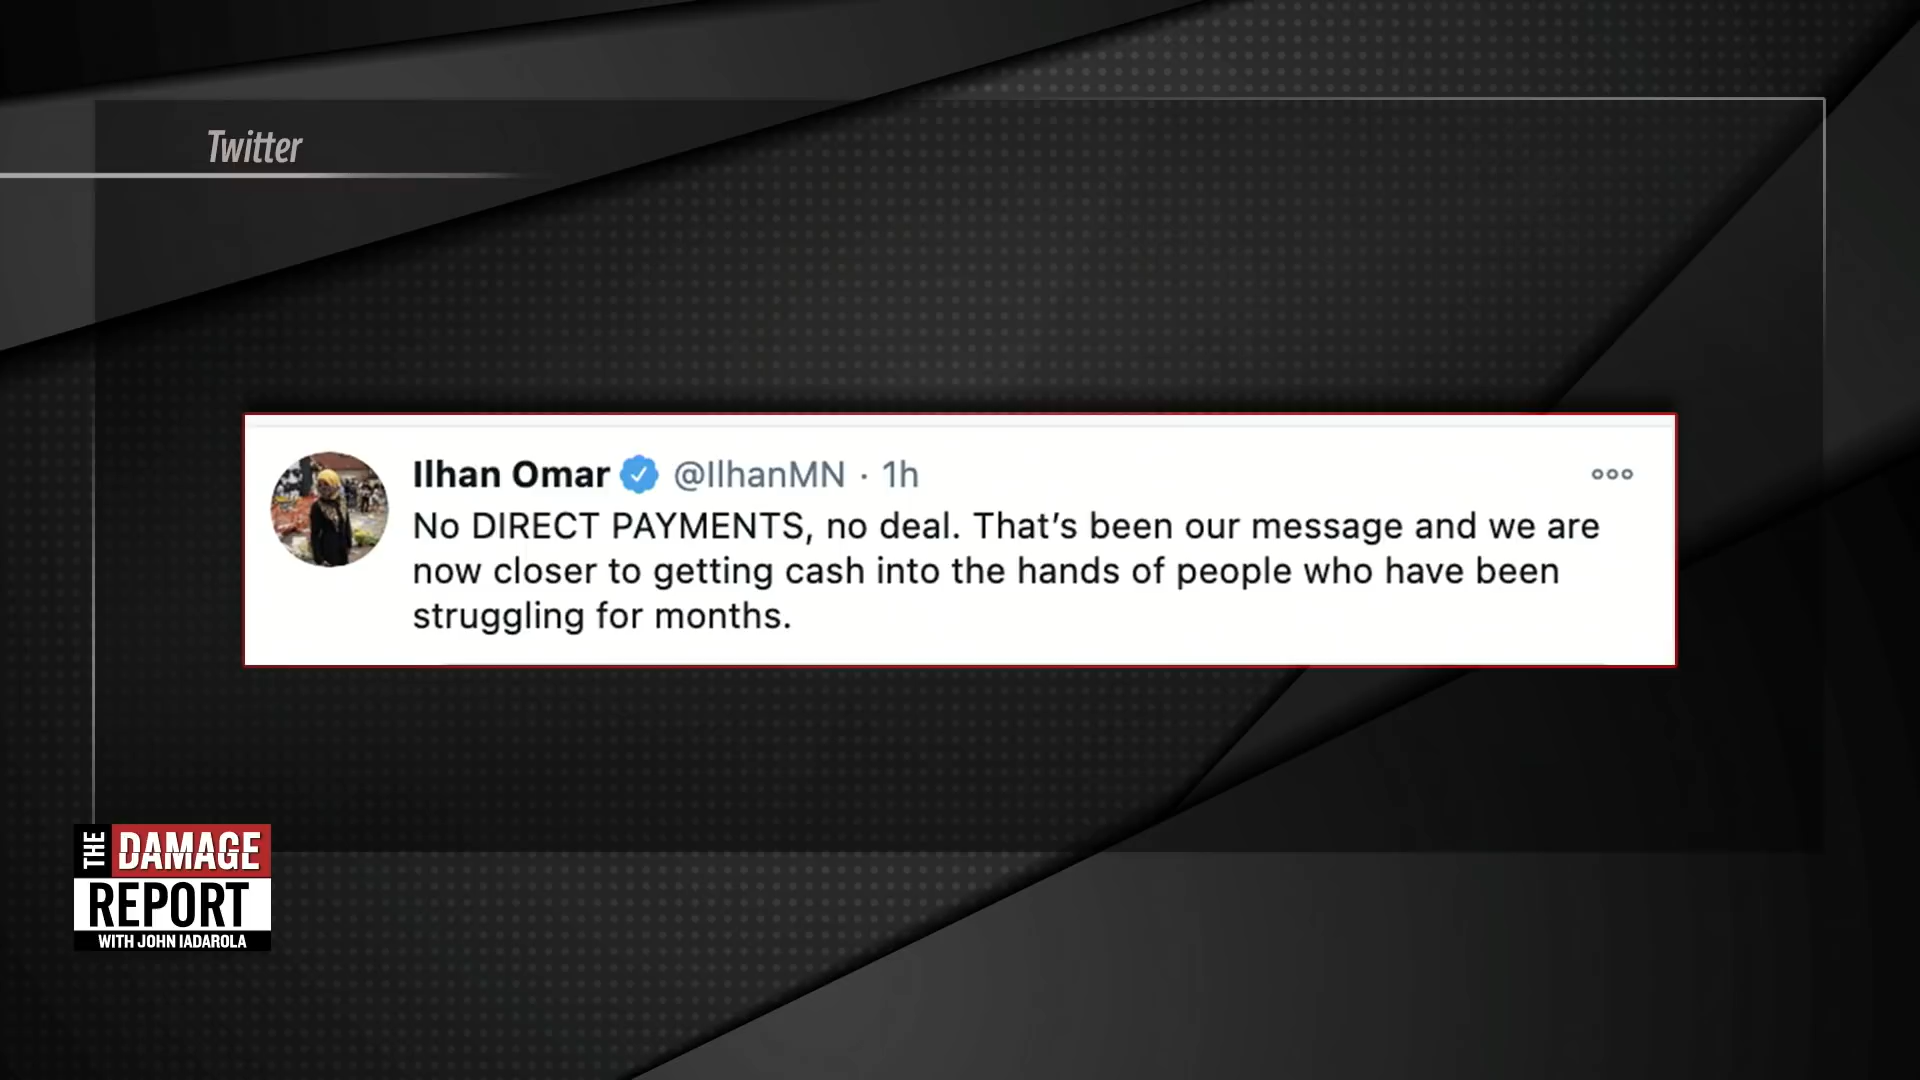 Twitter
Ilhan Omar @IlhanMN · 1h
No DIRECT PAYMENTS, no deal. That’s been our message and we are
now closer to getting cash into the hands of people who have been
struggling for months.
THE DAMAGE
REPORT
WITH JOHN IADAROLA